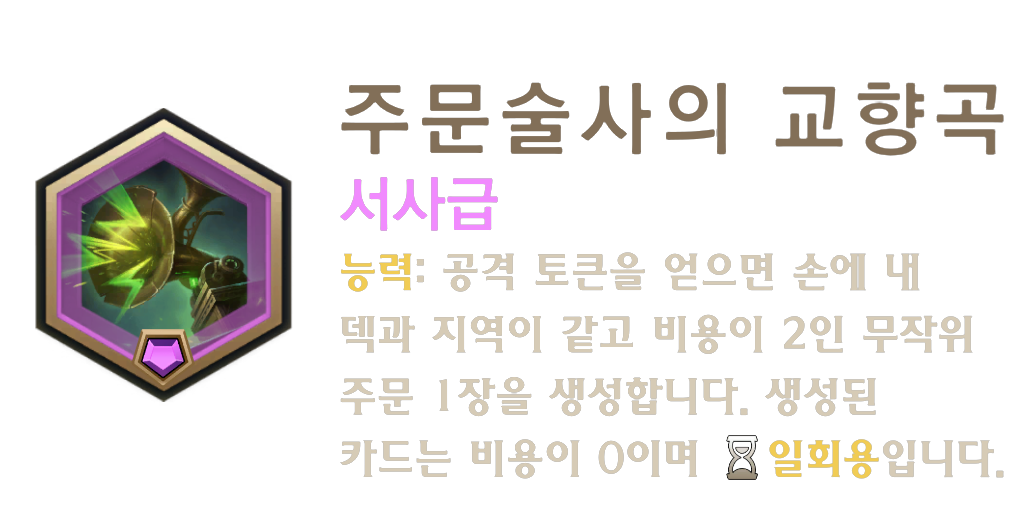 주문술사의 교향곡
서사급
능력: 공격 토큰을 얻으면 손에 내
덱과 지역이 같고 비용이 2인 무작위
주문 1장을 생성합니다. 생성된
카드는 비용이 0이며 일회용입니다.